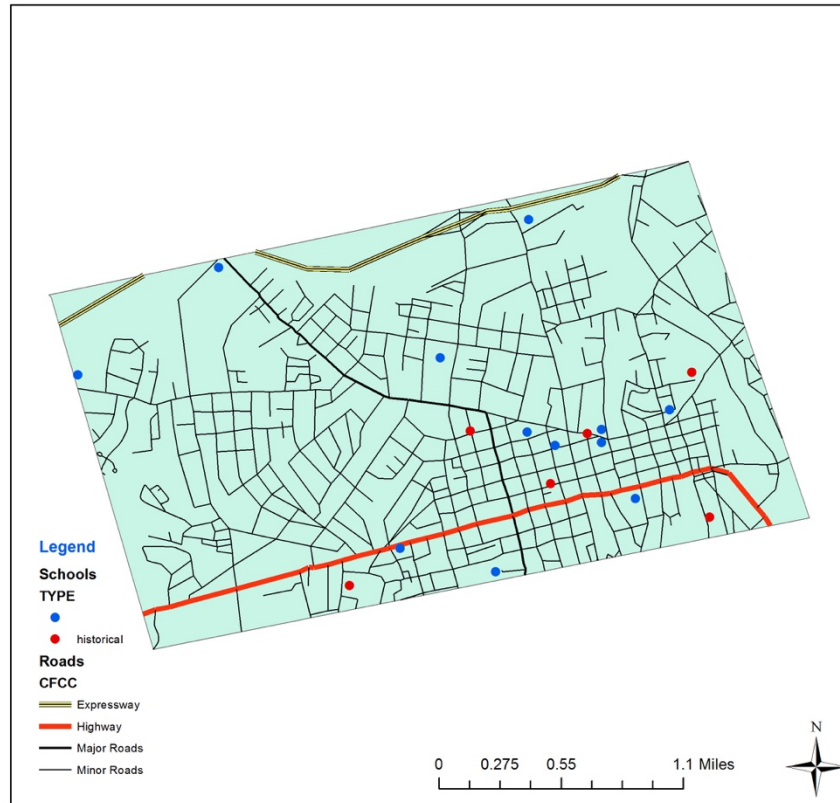 Legend
Schools
TYPE
historical
Roads
CFCC
Expressway
Highway
Major Roads
Minor Roads
0 0.275 0.55 1.1 Miles
N